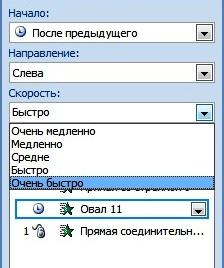 Начало:
После предыдущего
Направление:
Слева
Скорость:
Быстро
Очень медленно
Медленно
Средне
Быстро
Очень быстро
Овал 11
1 Прямая соединительн...